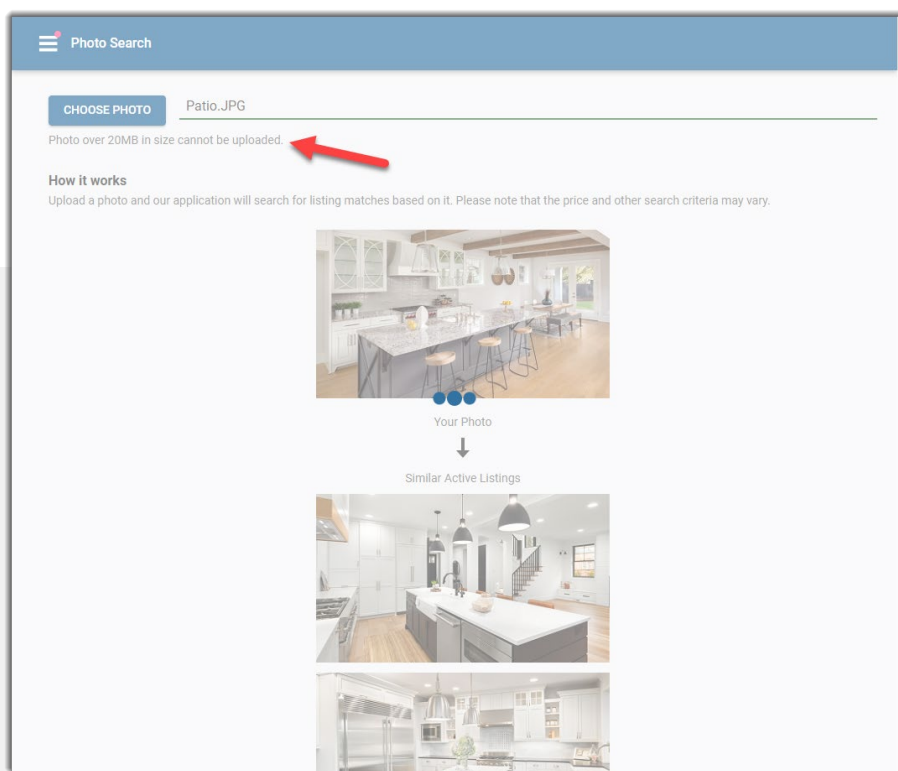 Photo Search
CHOOSE PHOTO Patio.JPG
Photo over 20MB in size cannot be uploaded.
How it works
Upload a photo and our application will search for listing matches based on it. Please note that the price and other search criteria may vary.
Your Photo
Similar Active Listings